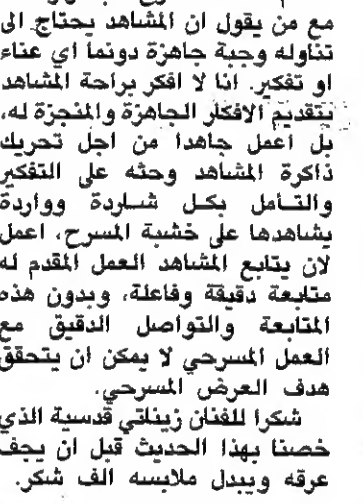 مع من يقول ان المشاهد يحتاج الى
تناوله وجبة جاهزة دونما اي عناء
او تفكير. انا لا افكر براحة المشاهد
بتقديم الافكار الجاهزة والمنجزة له،
بل اعمل جاهدا من اجل تحريك
ذاكرة المشاهد وحثه على التفكير
والتأمل بكل شاردة وواردة
يشاهدها على خشبة المسرح، اعمل
لان يتابع المشاهد العمل المقدم له
متابعة دقيقة وفاعلة، وبدون هذه
المتابعة والتواصل الدقيق مع
العمل المسرحي لا يمكن ان يتحقق
هدف العرض المسرحي.
شكرا للفنان زيناتي قدسية الذي
خصنا بهذا الحديث قبل ان يجف
عرقه ويبدل ملابسه الف شكر.